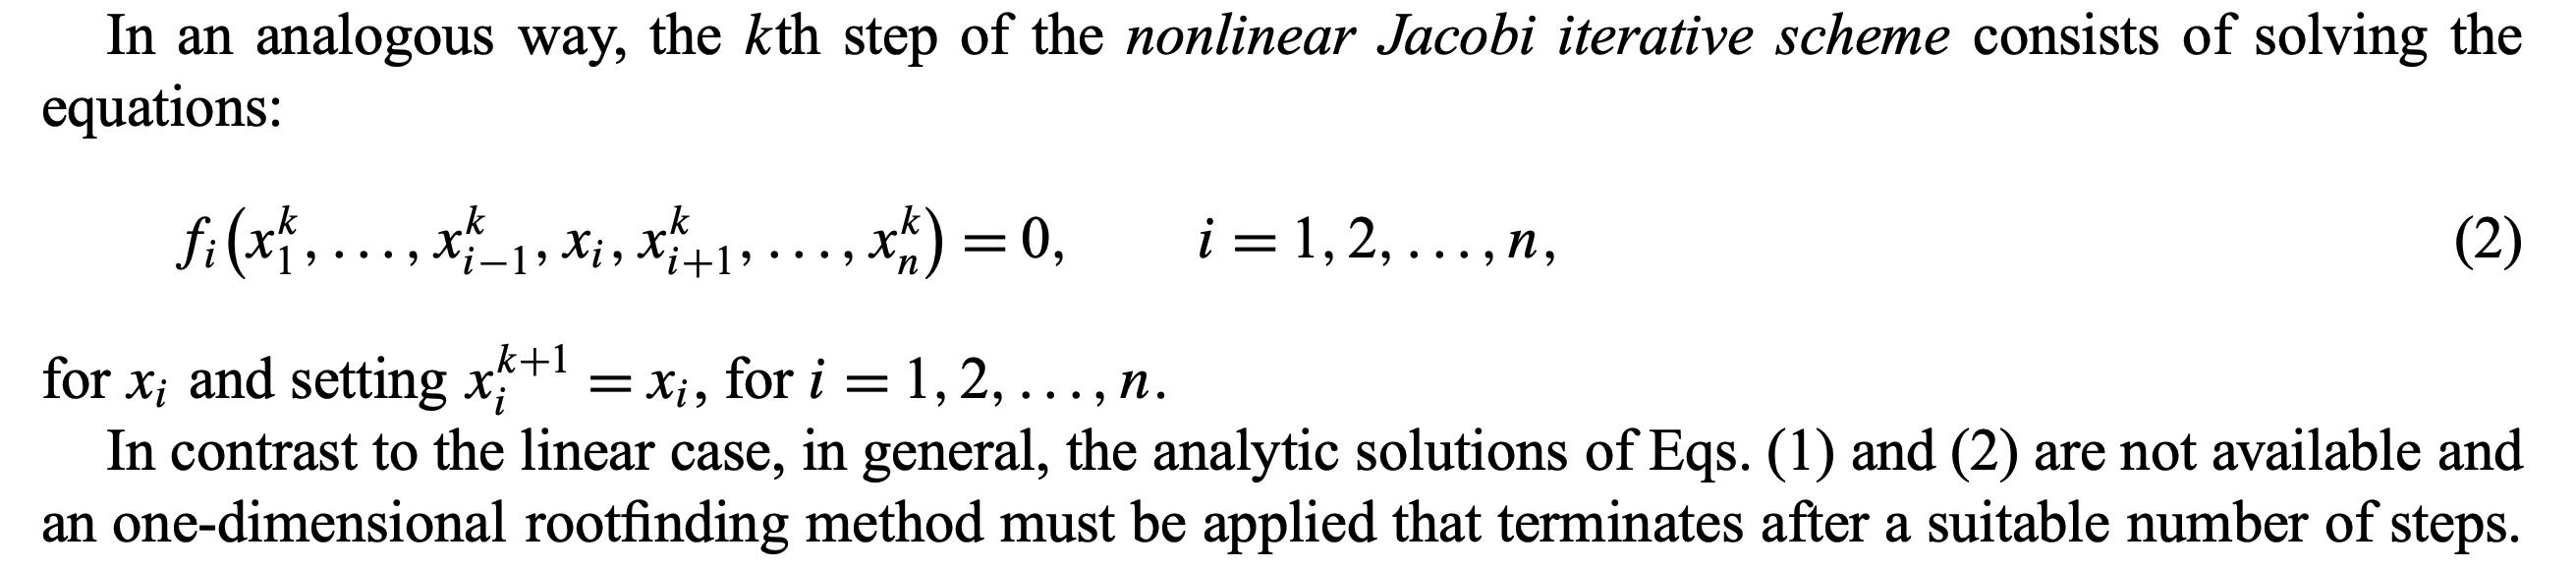 In an analogous way, the kth step of the nonlinear Jacobi iterative scheme consists of solving the
equations:
f_i(x_1^k, . . . , x_{i−1}^k, x_i, x_{i+1}^k, . . . , x_n^k) = 0, i = 1, 2, . . . , n, (2)
for x_i and setting x_i^{k+1} = x_i, for i = 1, 2, . . . , n.
In contrast to the linear case, in general, the analytic solutions of Eqs. (1) and (2) are not available and
an one-dimensional rootfinding method must be applied that terminates after a suitable number of steps.